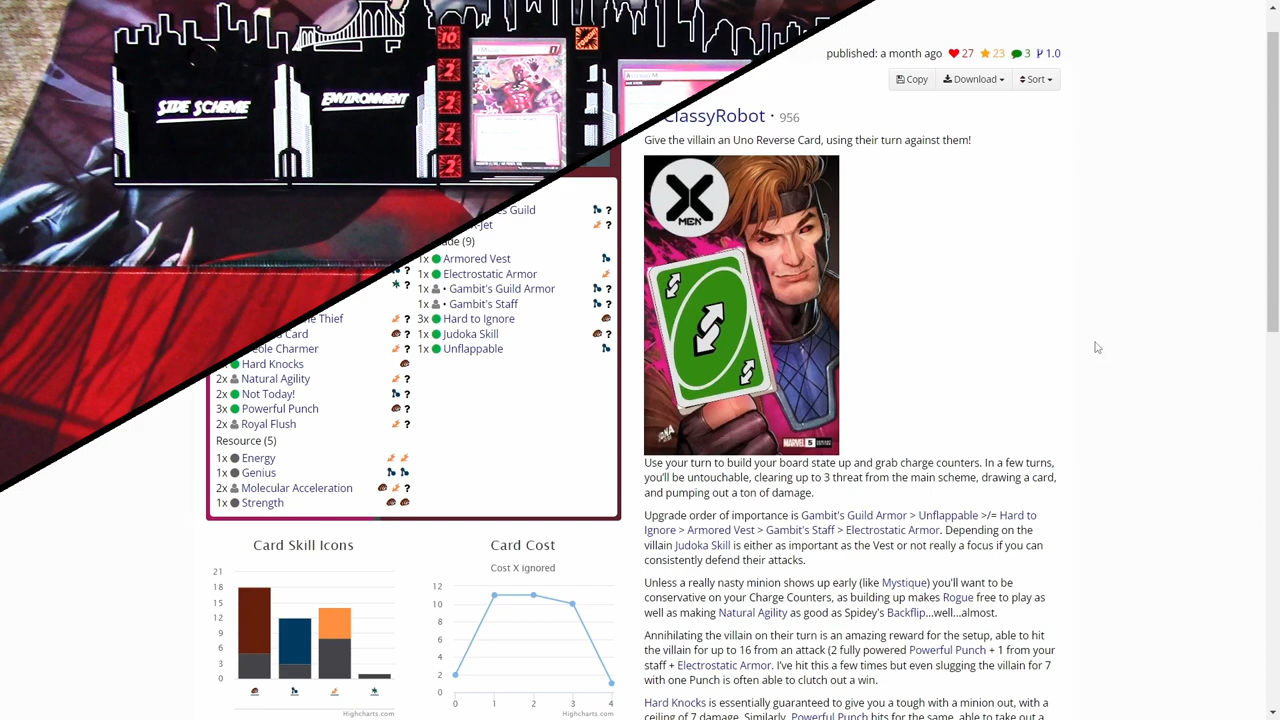 10
2
2
2
2
SIDE SCHEME
ENVIRONMENT
published: a month ago 27 23 3 1.0
Copy
Download
Sort
ClassyRobot · 956
Give the villain an Uno Reverse Card, using their turn against them!
X
MEN
MARVEL 5
Use your turn to build your board state up and grab charge counters. In a few turns,
you'll be untouchable, clearing up to 3 threat from the main scheme, drawing a card,
and pumping out a ton of damage.
Upgrade order of importance is Gambit's Guild Armor > Unflappable >/= Hard to
Ignore > Armored Vest > Gambit's Staff > Electrostatic Armor. Depending on the
villain Judoka Skill is either as important as the Vest or not really a focus if you can
consistently defend their attacks.
Unless a really nasty minion shows up early (like Mystique) you'll want to be
conservative on your Charge Counters, as building up makes Rogue free to play as
well as making Natural Agility as good as Spidey's Backflip...well...almost.
Annihilating the villain on their turn is an amazing reward for the setup, able to hit
the villain for up to 16 from an attack (2 fully powered Powerful Punch + 1 from your
staff + Electrostatic Armor. I've hit this a few times but even slugging the villain for 7
with one Punch is often able to clutch out a win.
Hard Knocks is essentially guaranteed to give you a tough with a minion out, with a
ceiling of 7 damage. Similarly, Powerful Punch hits for the same, able to take out a
Guild ?
Jet ?
(9)
1x Armored Vest
1x Electrostatic Armor
1x · Gambit's Guild Armor ?
1x · Gambit's Staff ?
3x Hard to Ignore
1x Judoka Skill ?
1x Unflappable
?
?
Thief ?
Card ?
Charmer ?
Hard Knocks
2x Natural Agility ?
2x Not Today! ?
3x Powerful Punch ?
2x Royal Flush ?
Resource (5)
1x Energy
1x Genius
2x Molecular Acceleration ?
1x Strength
Card Skill Icons
21
18
15
12
9
6
3
0
Highcharts.com
Card Cost
Cost X ignored
12
10
8
6
4
2
0
0 1 2 3 4
Highcharts.com